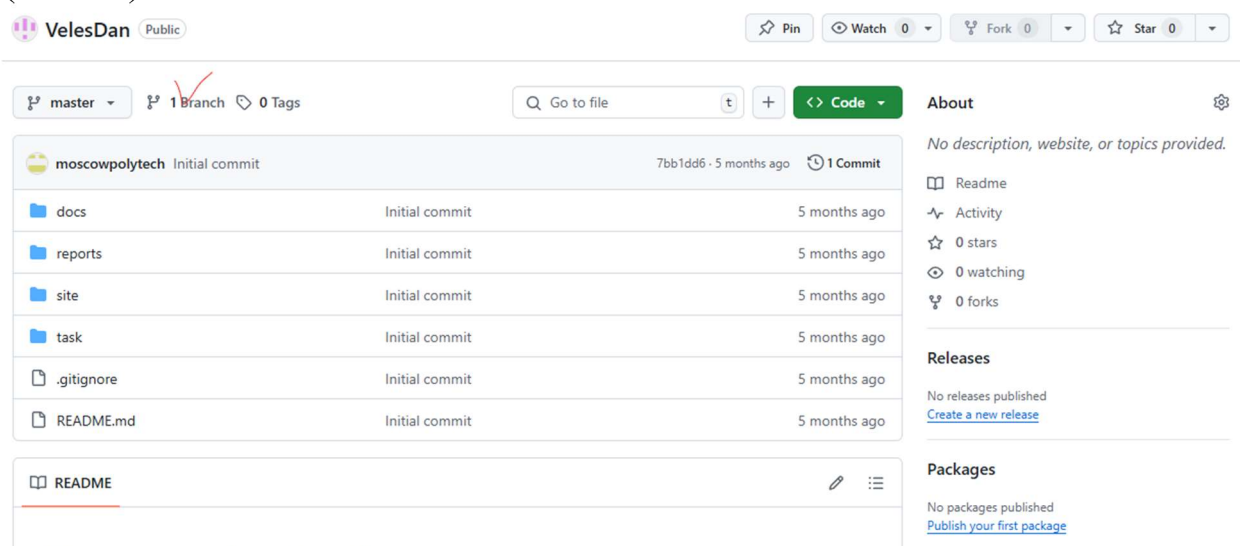 VelesDan Public
Pin
Watch 0
Fork 0
Star 0
master
1 Branch
0 Tags
Go to file
t
Code
moscowpolytech Initial commit
7bb1dd6 · 5 months ago
1 Commit
docs Initial commit 5 months ago
reports Initial commit 5 months ago
site Initial commit 5 months ago
task Initial commit 5 months ago
.gitignore Initial commit 5 months ago
README.md Initial commit 5 months ago
README
About
No description, website, or topics provided.
Readme
Activity
0 stars
0 watching
0 forks
Releases
No releases published
Create a new release
Packages
No packages published
Publish your first package